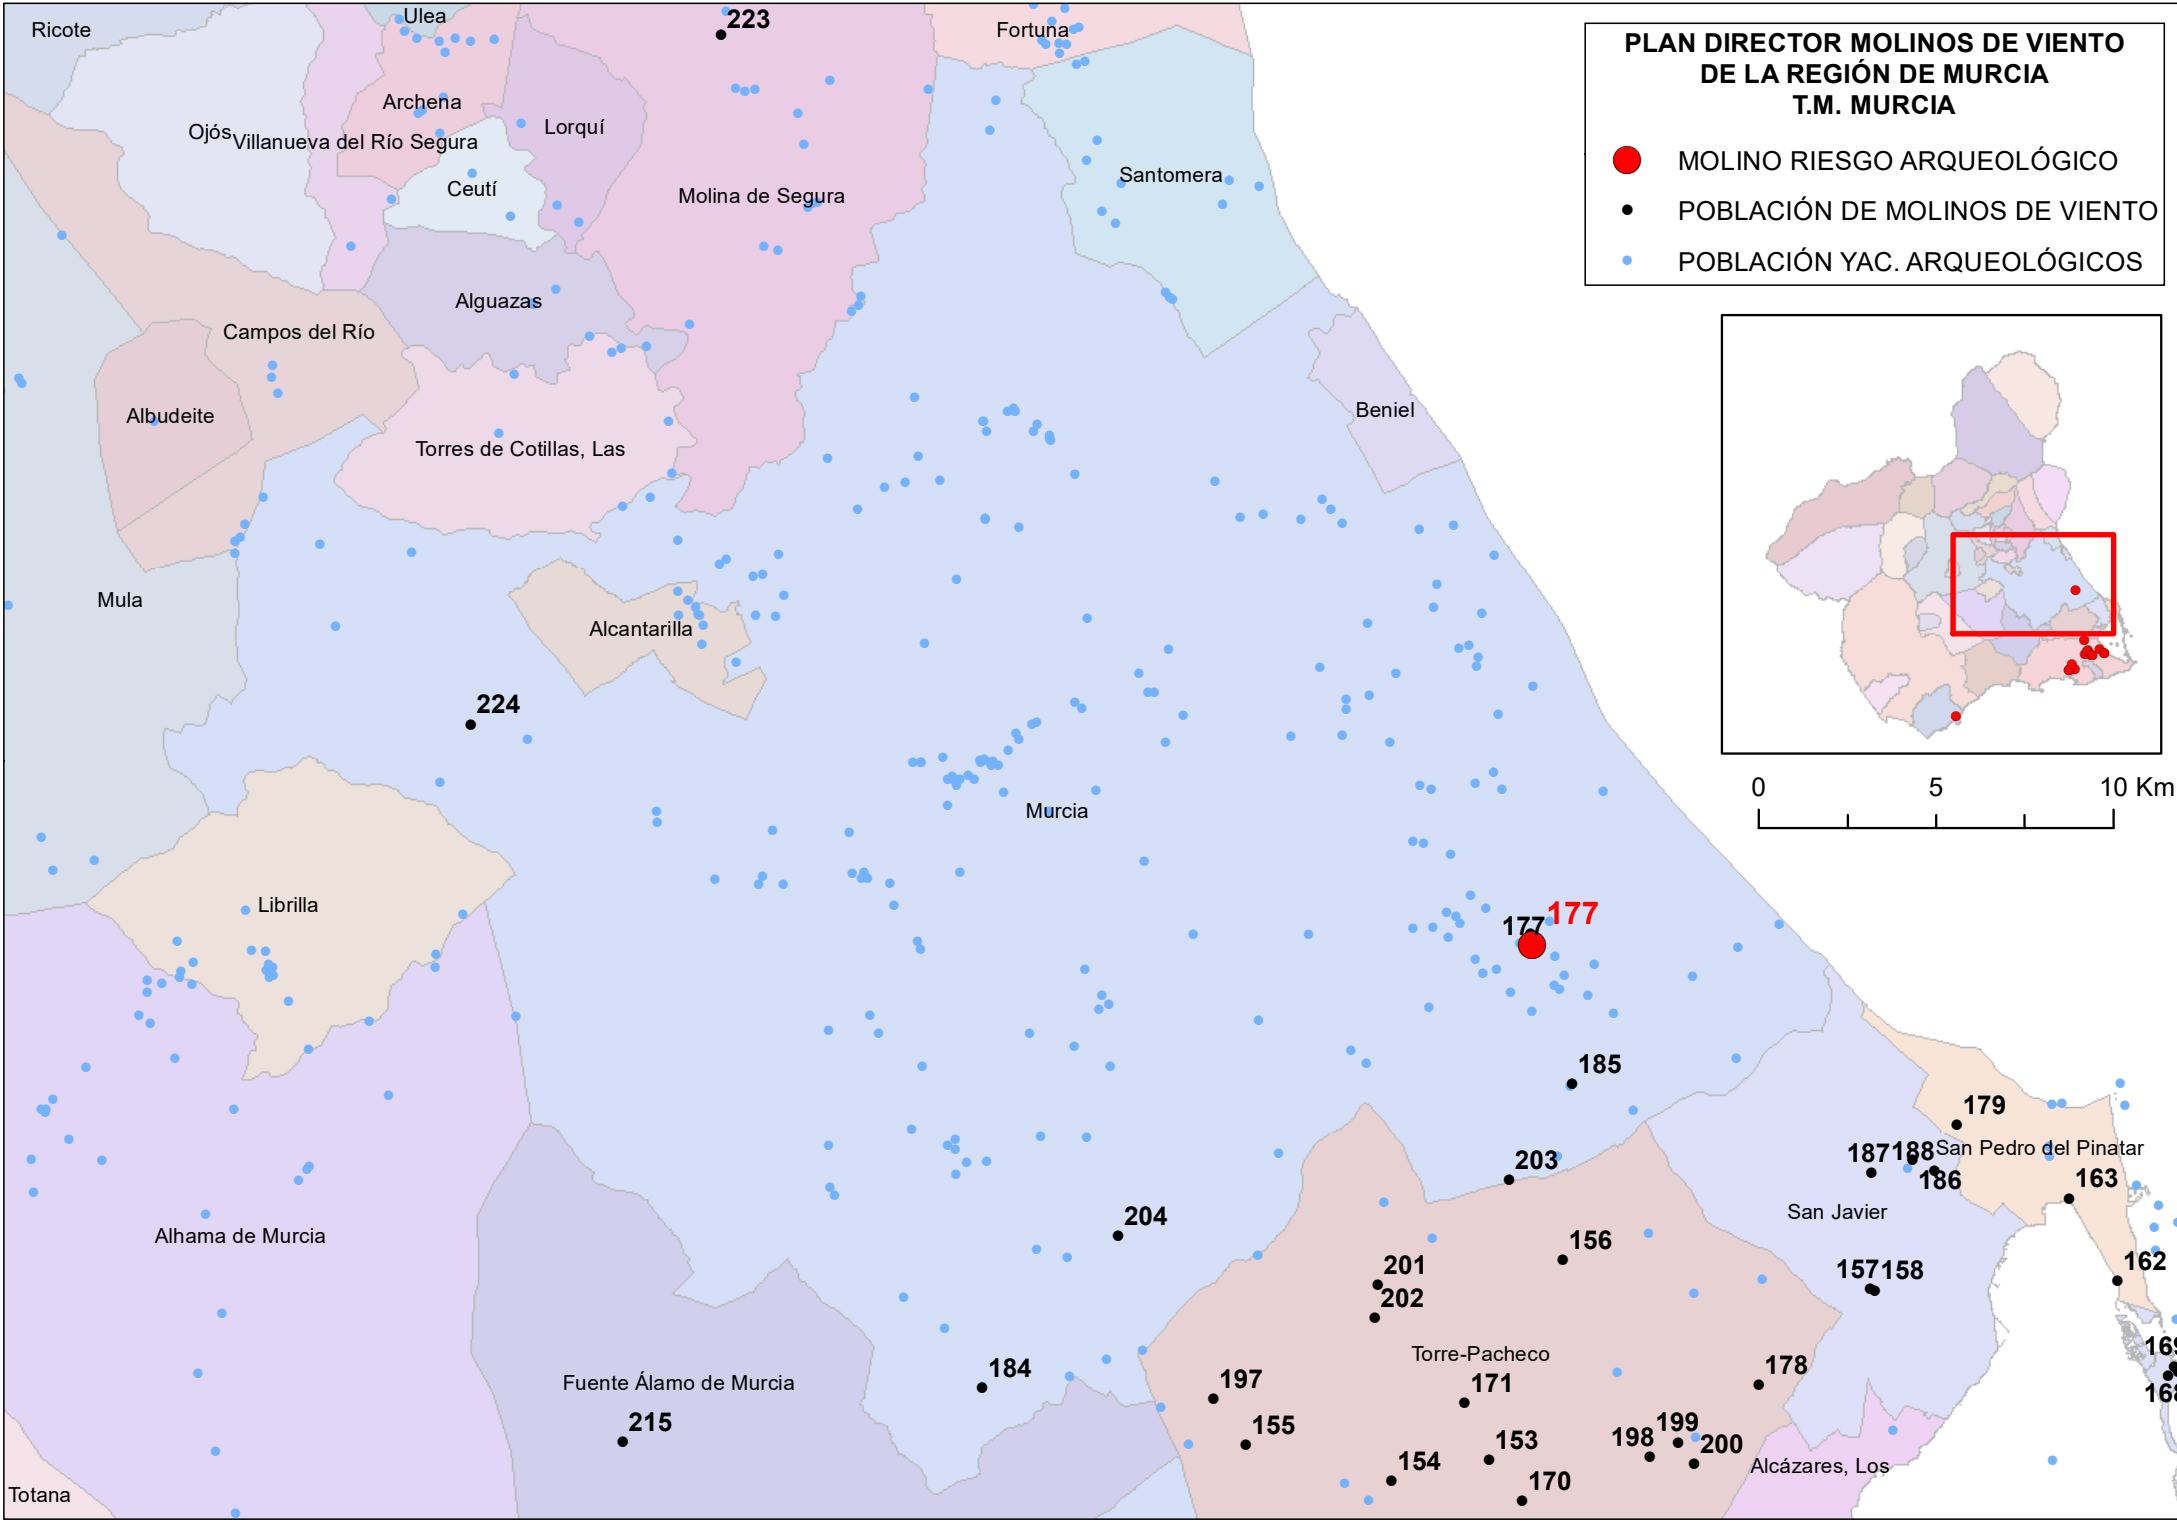 PLAN DIRECTOR MOLINOS DE VIENTO
DE LA REGIÓN DE MURCIA
T.M. MURCIA
MOLINO RIESGO ARQUEOLÓGICO
POBLACIÓN DE MOLINOS DE VIENTO
POBLACIÓN YAC. ARQUEOLÓGICOS
0 5 10 Km
Ricote
Ulea
223
Fortuna
Archena
Ojós
Villanueva del Río Segura
Lorquí
Ceutí
Molina de Segura
Santomera
Alguazas
Campos del Río
Albudeite
Torres de Cotillas, Las
Beniel
Mula
Alcantarilla
224
Murcia
Librilla
177
177
185
179
San Pedro del Pinatar
187
188
186
163
203
204
San Javier
Alhama de Murcia
156
201
202
157
158
162
Torre-Pacheco
169
168
184
197
171
178
Fuente Álamo de Murcia
215
155
153
154
198
199
200
170
Alcázares, Los
Totana